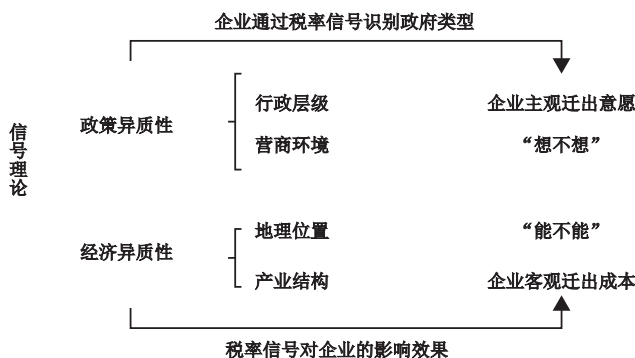 企业通过税率信号识别政府类型
信号理论
政策异质性
行政层级
营商环境
企业主观迁出意愿
“想不想”
经济异质性
地理位置
产业结构
“能不能”
企业客观迁出成本
税率信号对企业的影响效果